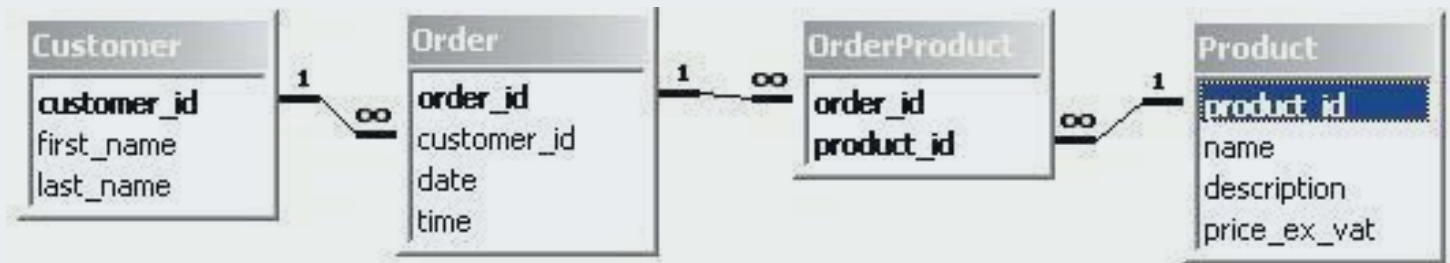 Customer
customer_id
first_name
last_name
1
∞
Order
order_id
customer_id
date
time
1
∞
OrderProduct
order_id
product_id
∞
1
Product
product_id
name
description
price_ex_vat